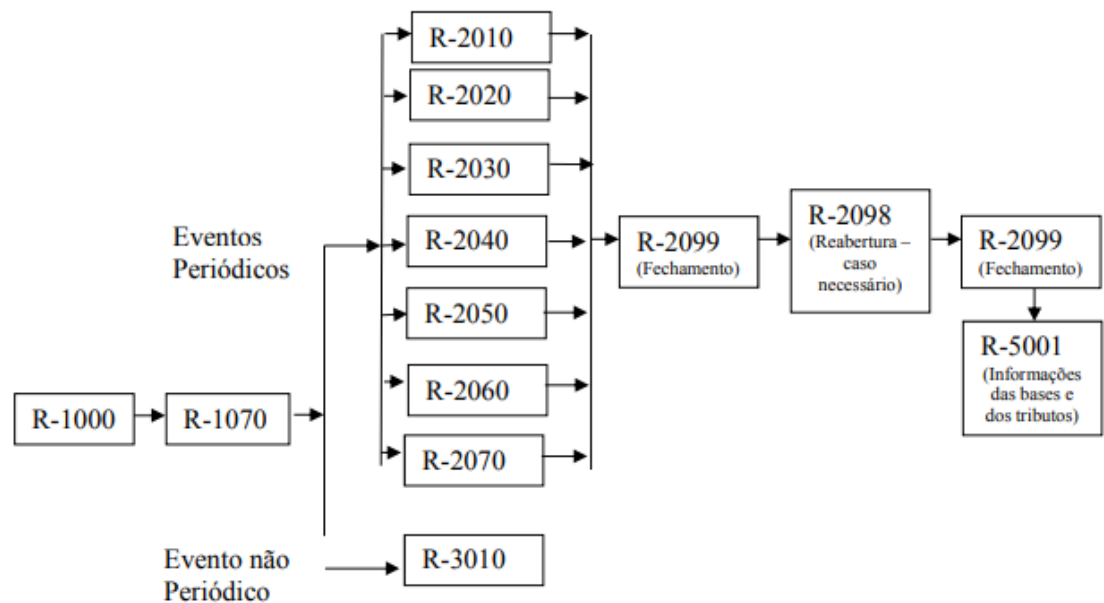 R-1000
R-1070
Eventos
Periódicos
R-2010
R-2020
R-2030
R-2040
R-2050
R-2060
R-2070
R-2099
(Fechamento)
R-2098
(Reabertura –
caso
necessário)
R-2099
(Fechamento)
R-5001
(Informações
das bases e
dos tributos)
Evento não
Periódico
R-3010